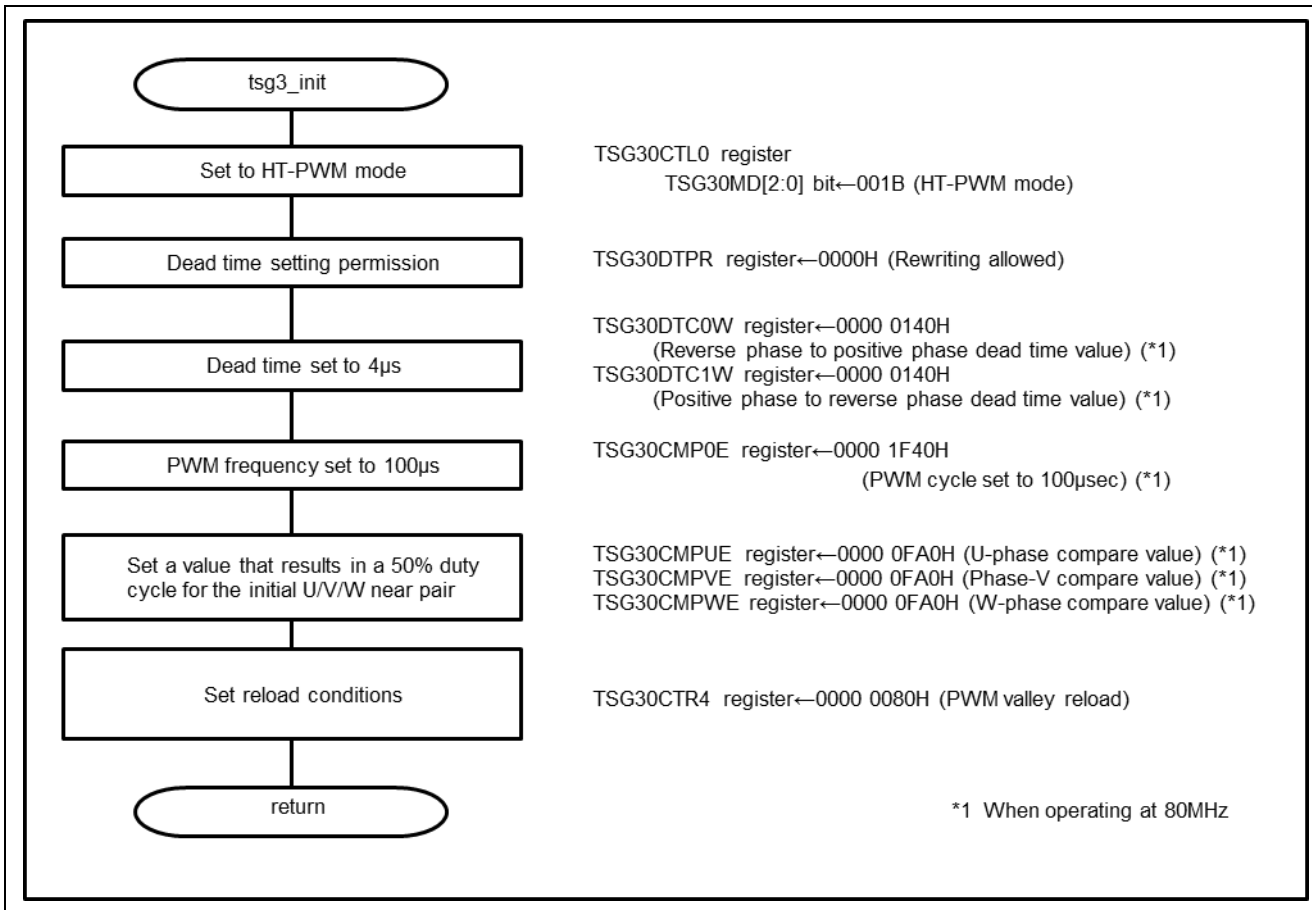 tsg3_init
Set to HT-PWM mode
TSG30CTL0 register
TSG30MD[2:0] bit←001B (HT-PWM mode)
Dead time setting permission
TSG30DTPR register←0000H (Rewriting allowed)
Dead time set to 4µs
TSG30DTC0W register←0000 0140H
(Reverse phase to positive phase dead time value) (*1)
TSG30DTC1W register←0000 0140H
(Positive phase to reverse phase dead time value) (*1)
PWM frequency set to 100µs
TSG30CMP0E register←0000 1F40H
(PWM cycle set to 100µsec) (*1)
Set a value that results in a 50% duty
cycle for the initial U/V/W near pair
TSG30CMPUE register←0000 0FA0H (U-phase compare value) (*1)
TSG30CMPVE register←0000 0FA0H (Phase-V compare value) (*1)
TSG30CMPWE register←0000 0FA0H (W-phase compare value) (*1)
Set reload conditions
TSG30CTR4 register←0000 0080H (PWM valley reload)
return
*1 When operating at 80MHz